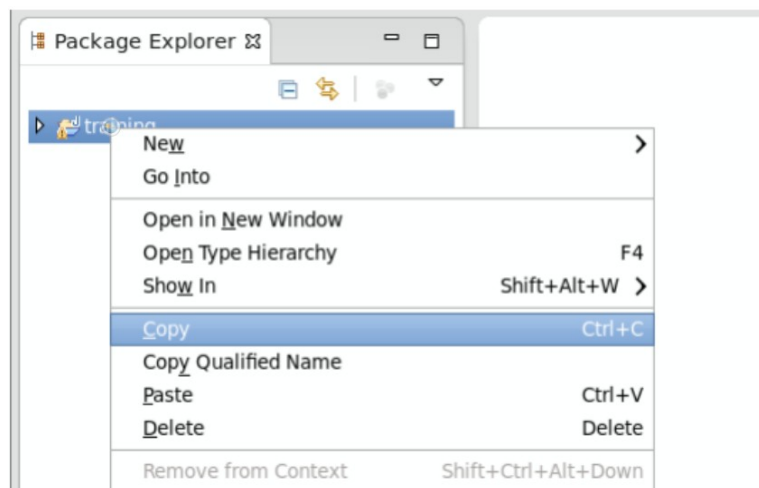 Package Explorer
training
New
Go Into
Open in New Window
Open Type Hierarchy F4
Show In Shift+Alt+W
Copy Ctrl+C
Copy Qualified Name
Paste Ctrl+V
Delete Delete
Remove from Context Shift+Ctrl+Alt+Down